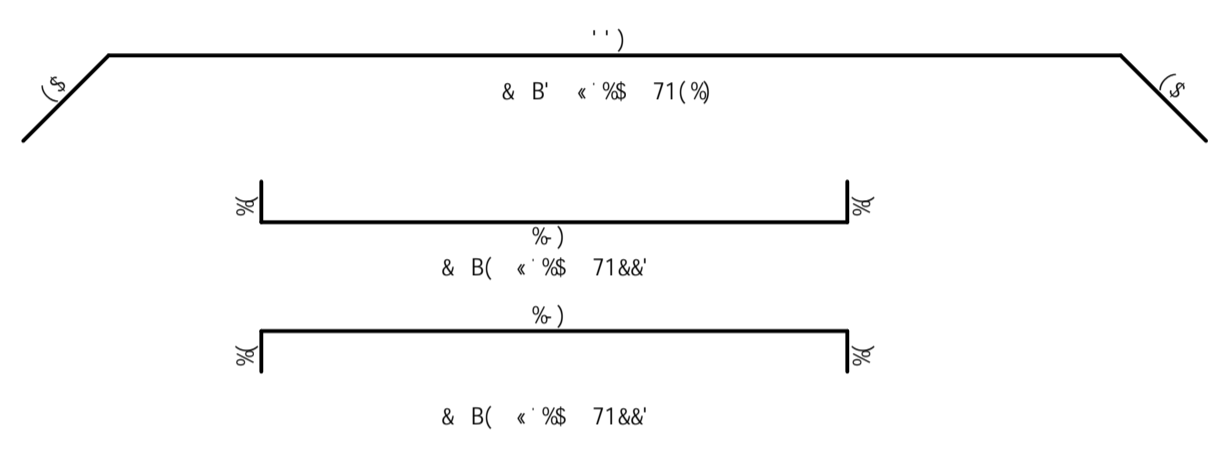 '')
($ ($
& B' «˙%$ 71(%)
%( %(
%-)
& B( «˙%$ 71&&'
%-)
%( %(
& B( «˙%$ 71&&'